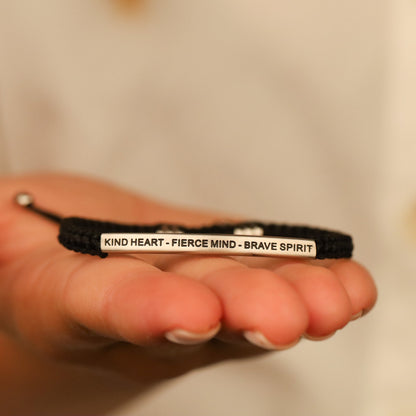 KIND HEART - FIERCE MIND - BRAVE SPIRIT